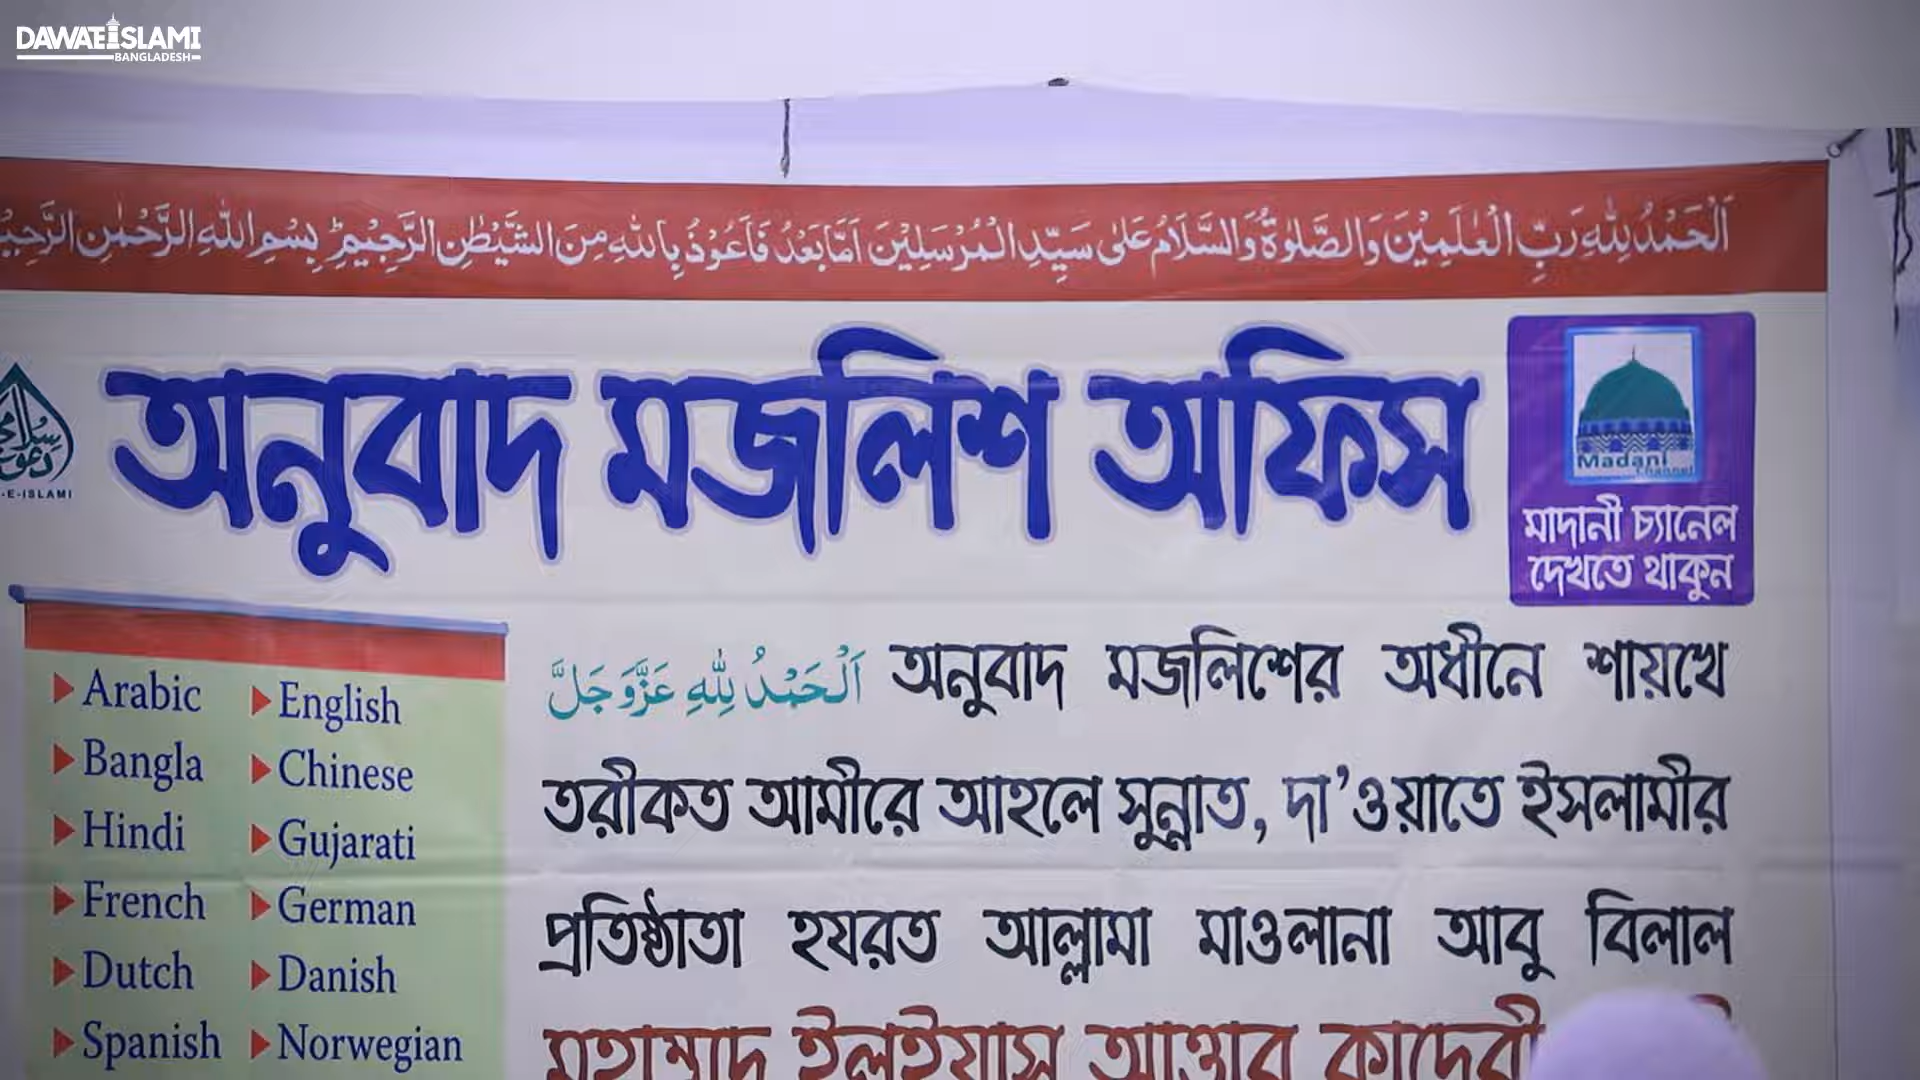 DAWATEISLAMI
BANGLADESH
اَلْحَمْدُ لِلّٰهِ رَبِّ الْعٰلَمِيْنَ وَالصَّلٰوةُ وَالسَّلَامُ عَلٰى سَيِّدِ الْمُرْسَلِيْنَ اَمَّا بَعْدُ فَاَعُوْذُ بِاللّٰهِ مِنَ الشَّيْطٰنِ الرَّجِيْمِ بِسْمِ اللّٰهِ الرَّحْمٰنِ
অনুবাদ মজলিশ অফিস
-E-ISLAMI
Madani
Channel
মাদানী চ্যানেল
দেখতে থাকুন
Arabic English
Bangla Chinese
Hindi Gujarati
French German
Dutch Danish
Spanish Norwegian
اَلْحَمْدُ لِلّٰهِ عَزَّوَجَلَّ অনুবাদ মজলিশের অধীনে শায়খে
তরীকত আমীরে আহলে সুন্নাত, দা'ওয়াতে ইসলামীর
প্রতিষ্ঠাতা হযরত আল্লামা মাওলানা আবু বিলাল
মুহাম্মদ ইলইয়াস আত্তার কাদেরী